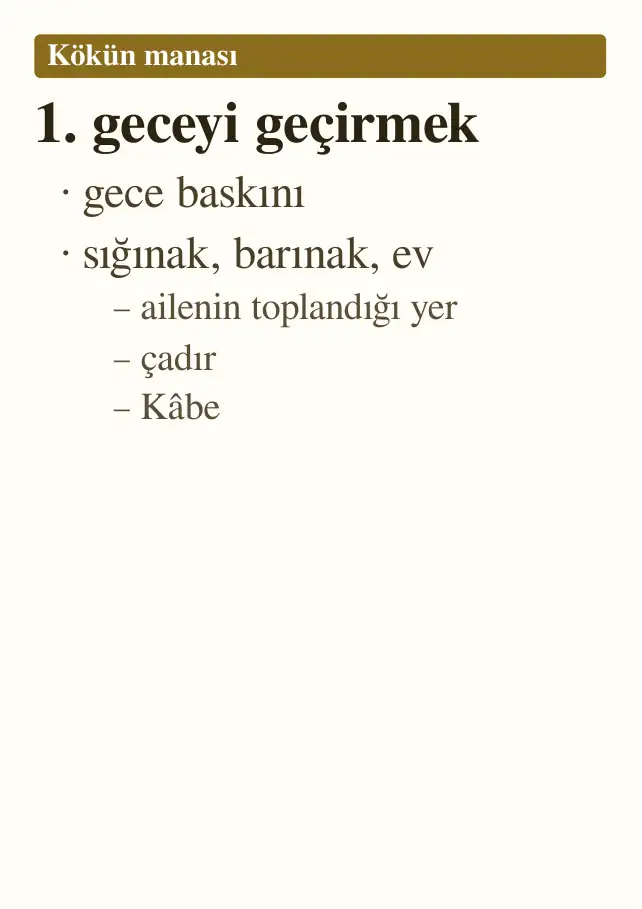 Kökün manası
1. geceyi geçirmek
· gece baskını
· sığınak, barınak, ev
– ailenin toplandığı yer
– çadır
– Kâbe